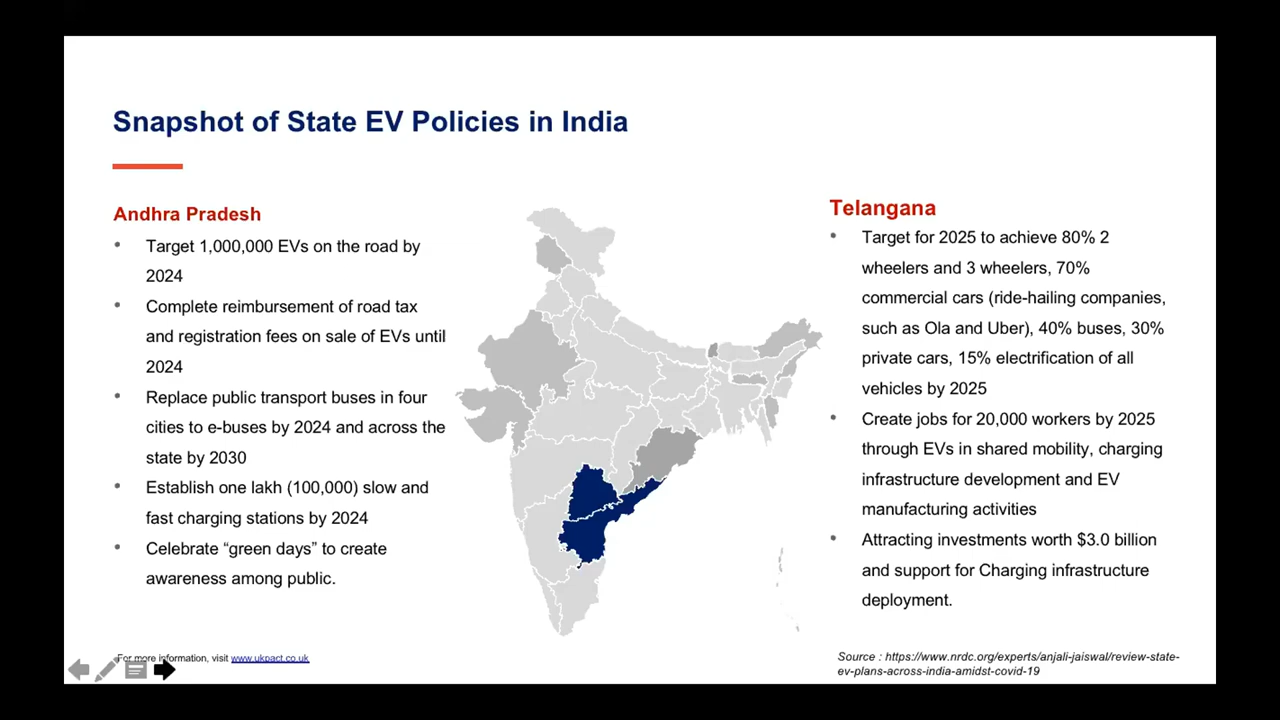 Snapshot of State EV Policies in India
Andhra Pradesh
• Target 1,000,000 EVs on the road by
2024
• Complete reimbursement of road tax
and registration fees on sale of EVs until
2024
• Replace public transport buses in four
cities to e-buses by 2024 and across the
state by 2030
• Establish one lakh (100,000) slow and
fast charging stations by 2024
• Celebrate “green days” to create
awareness among public.
Telangana
• Target for 2025 to achieve 80% 2
wheelers and 3 wheelers, 70%
commercial cars (ride-hailing companies,
such as Ola and Uber), 40% buses, 30%
private cars, 15% electrification of all
vehicles by 2025
• Create jobs for 20,000 workers by 2025
through EVs in shared mobility, charging
infrastructure development and EV
manufacturing activities
• Attracting investments worth $3.0 billion
and support for Charging infrastructure
deployment.
For more information, visit www.ukpact.co.uk
Source : https://www.nrdc.org/experts/anjali-jaiswal/review-state-
ev-plans-across-india-amidst-covid-19